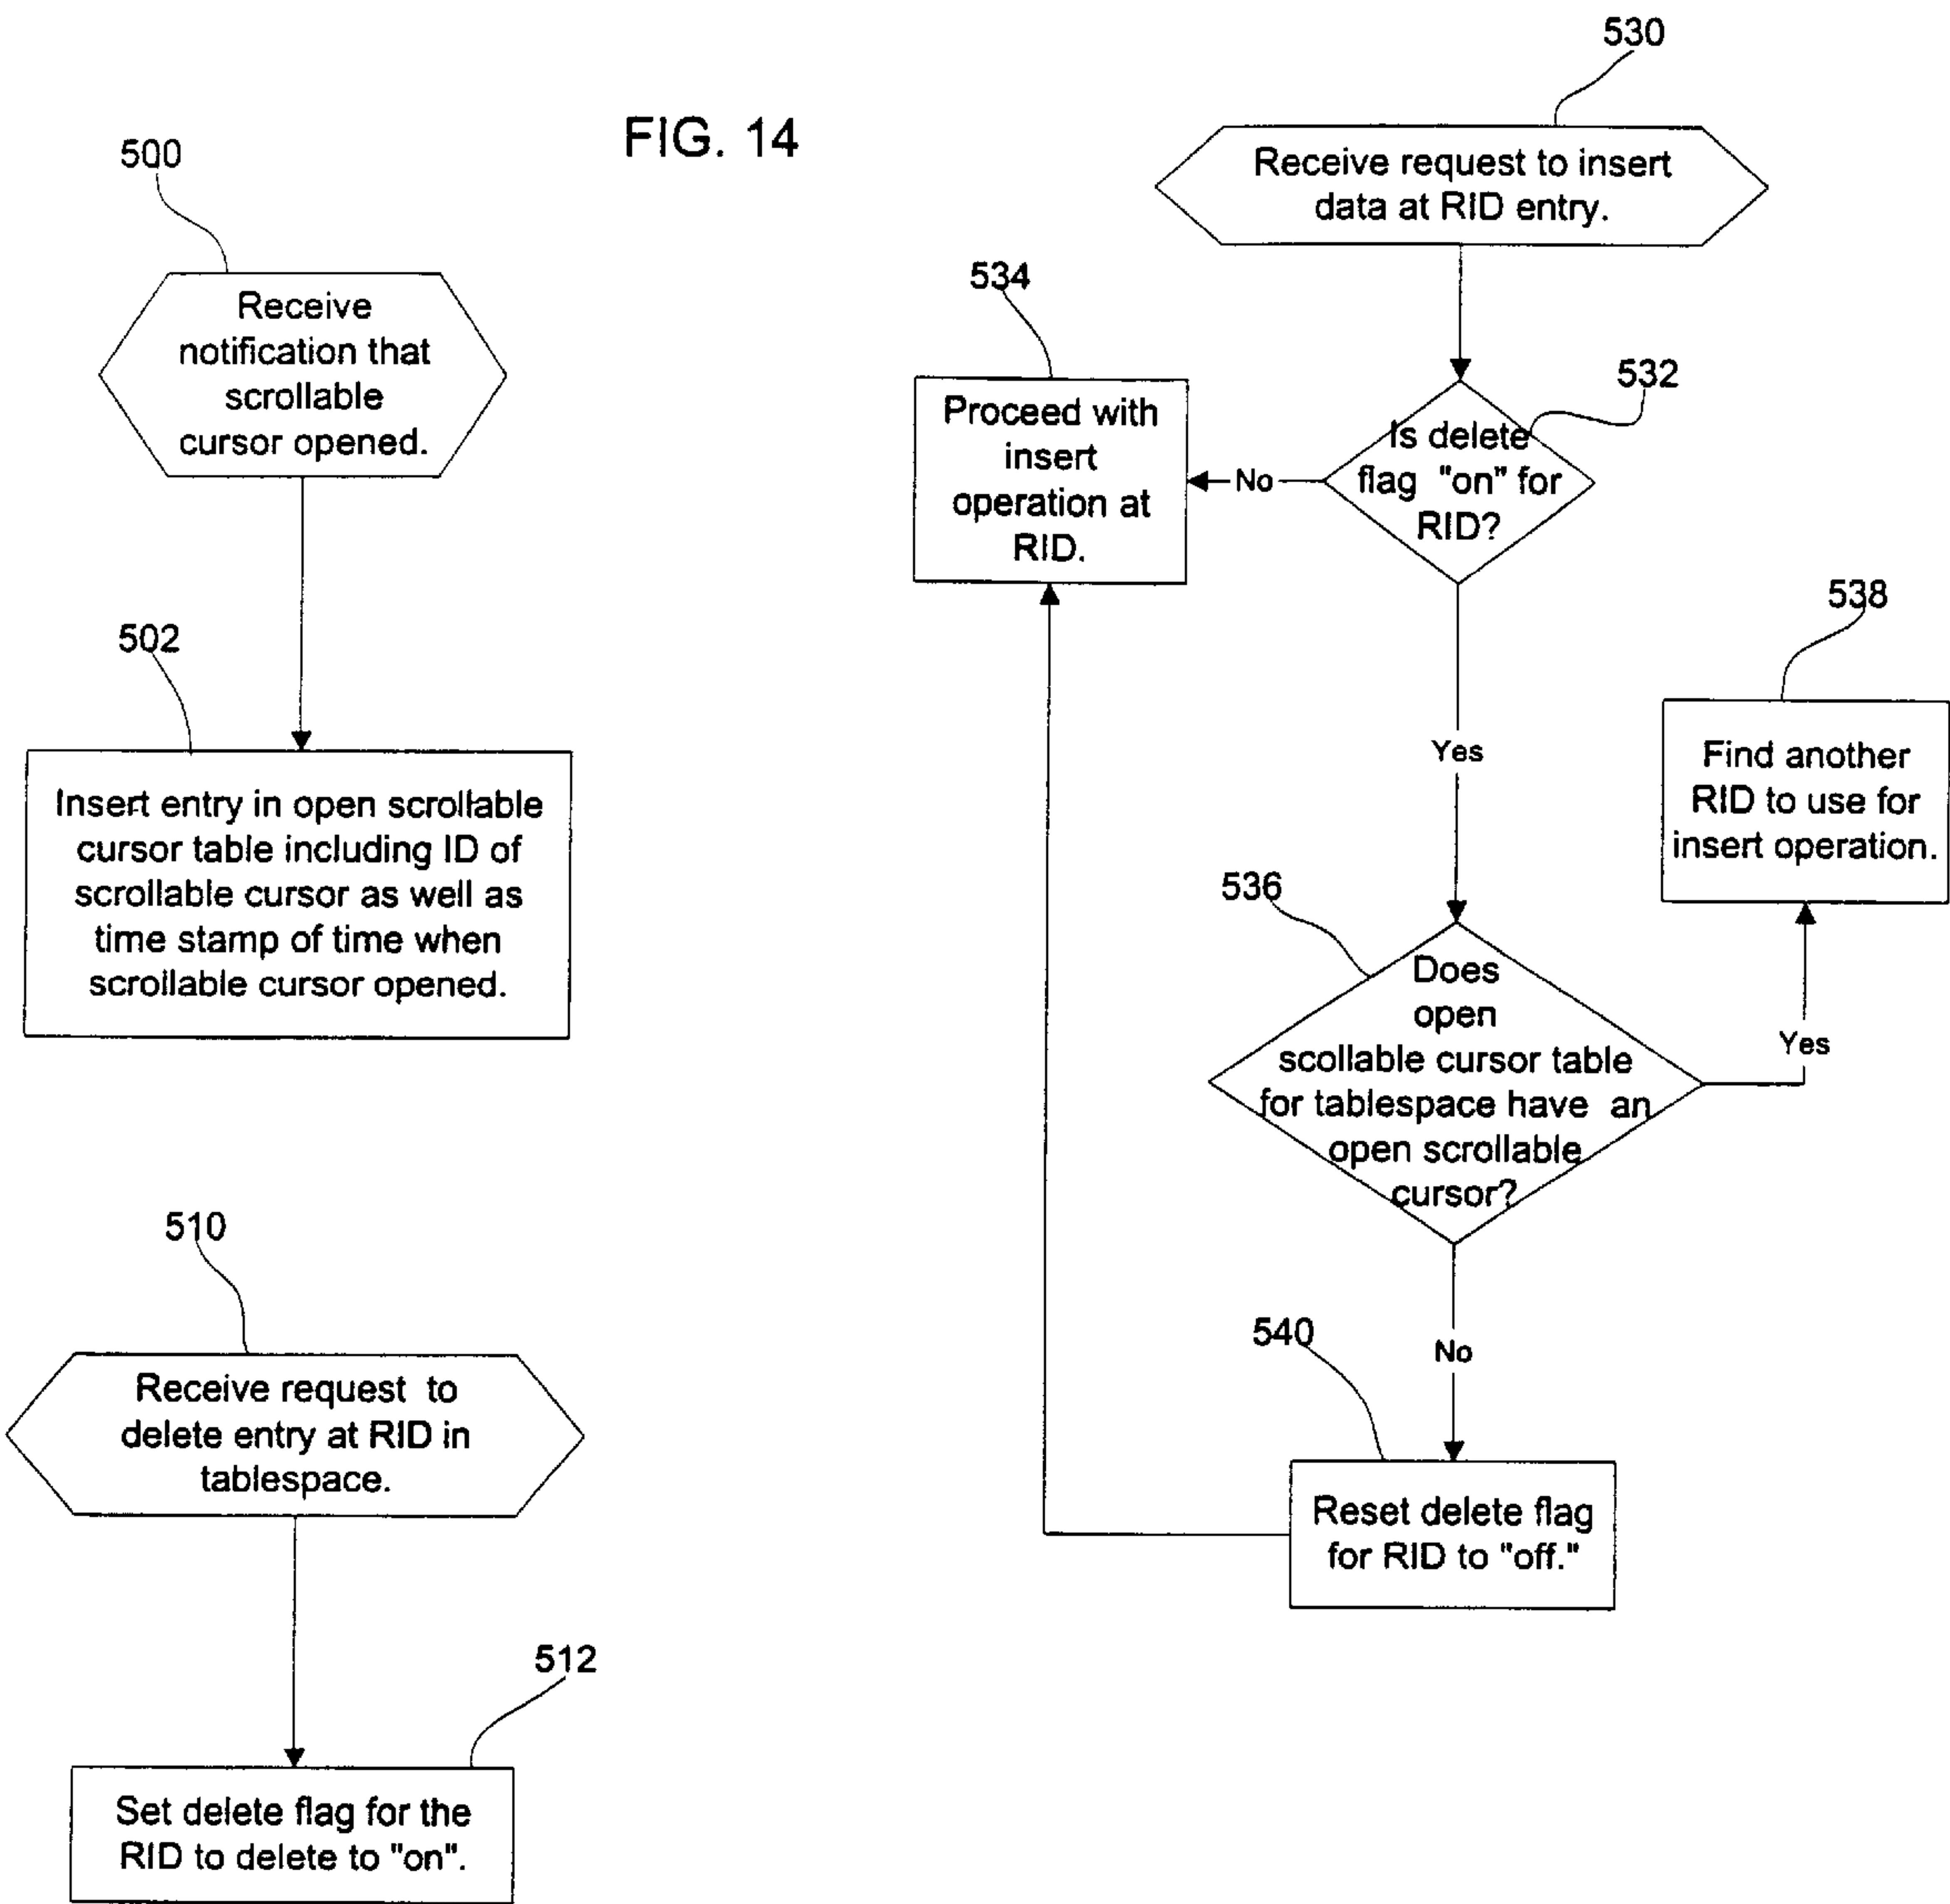 FIG. 14
500
Receive
notification that
scrollable
cursor opened.
502
Insert entry in open scrollable
cursor table including ID of
scrollable cursor as well as
time stamp of time when
scrollable cursor opened.
510
Receive request to
delete entry at RID in
tablespace.
512
Set delete flag for the
RID to delete to "on".
530
Receive request to insert
data at RID entry.
532
Is delete
flag "on" for
RID?
No
534
Proceed with
insert
operation at
RID.
Yes
536
Does
open
scollable cursor table
for tablespace have an
open scrollable
cursor?
Yes
538
Find another
RID to use for
insert operation.
No
540
Reset delete flag
for RID to "off."